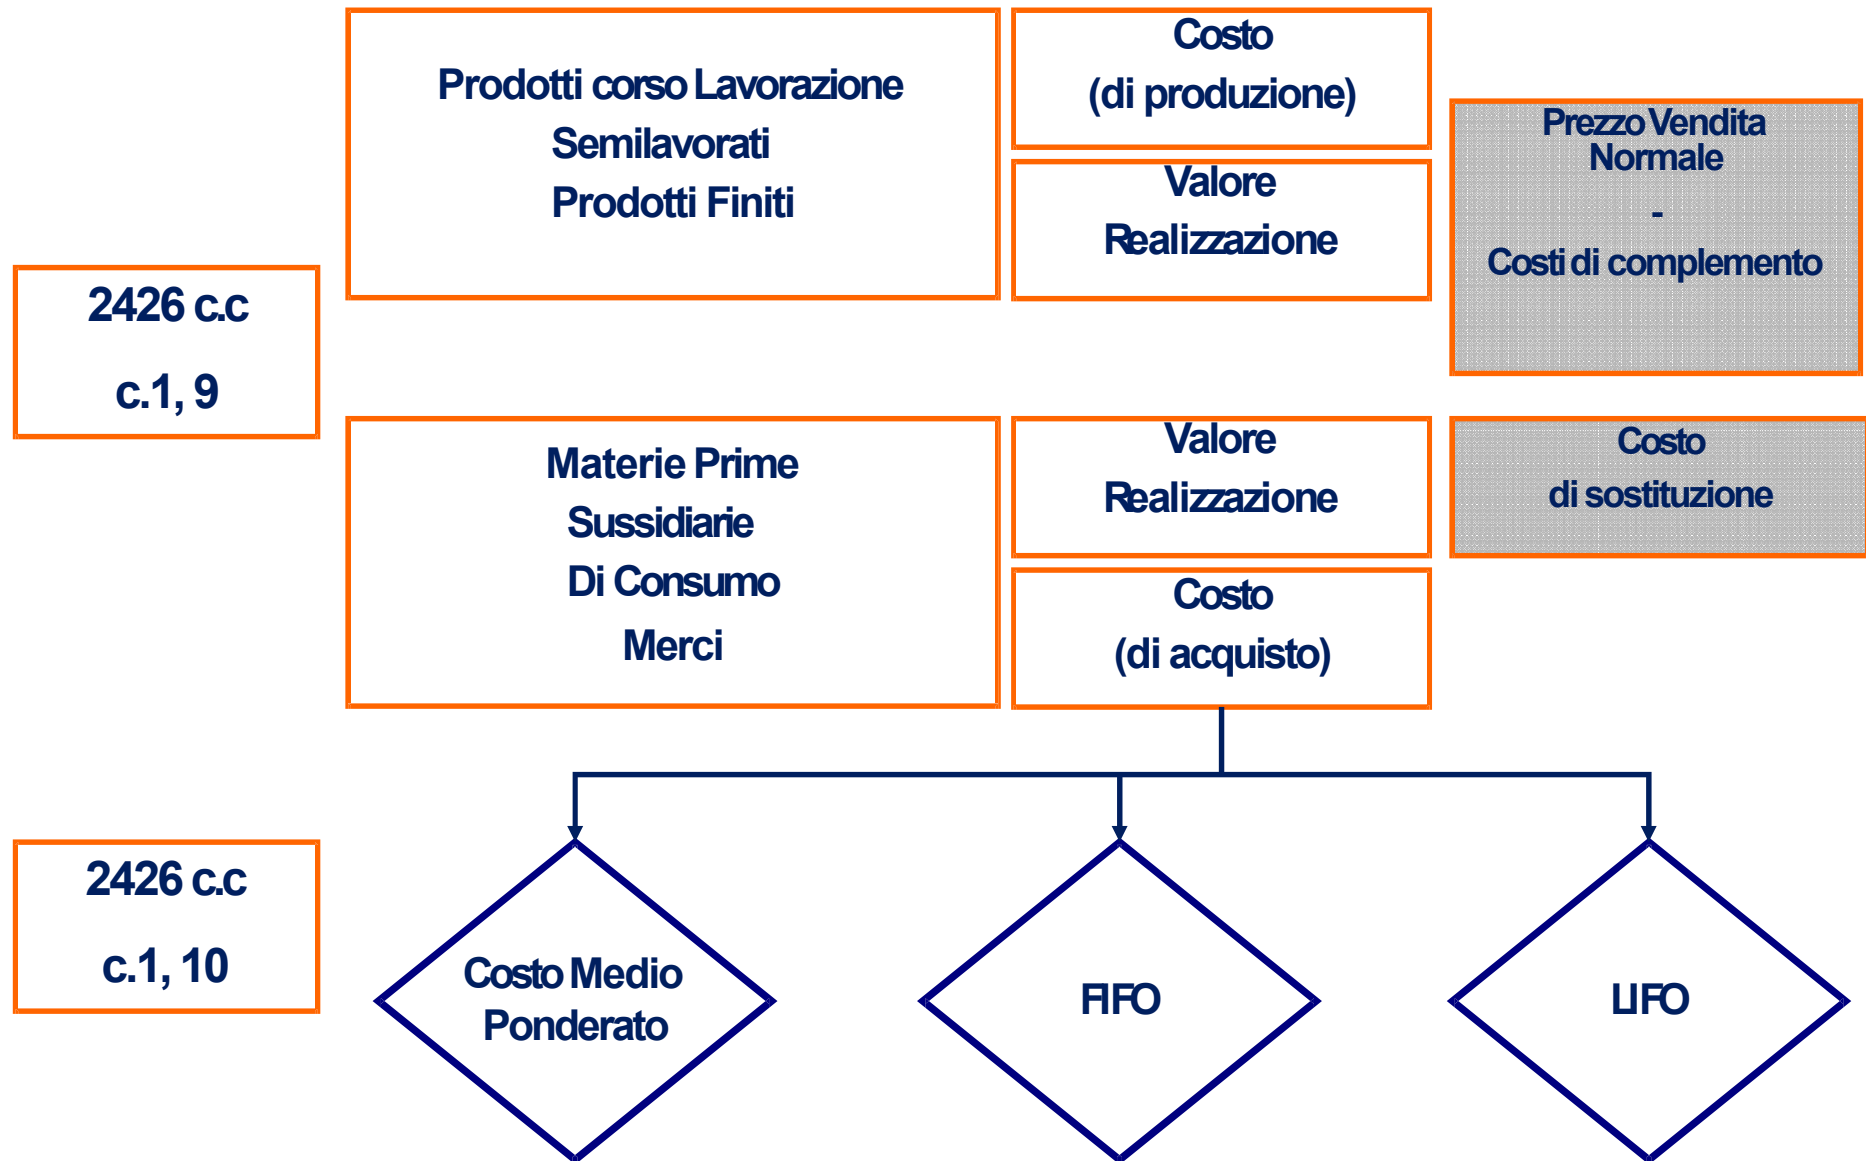 Prodotti corso Lavorazione
Semilavorati
Prodotti Finiti
Costo
(di produzione)
Valore
Realizzazione
Prezzo Vendita
Normale
-
Costi di complemento
2426 c.c
c.1, 9
Materie Prime
Sussidiarie
Di Consumo
Merci
Valore
Realizzazione
Costo
di sostituzione
Costo
(di acquisto)
2426 c.c
c.1, 10
Costo Medio
Ponderato
FIFO
LIFO